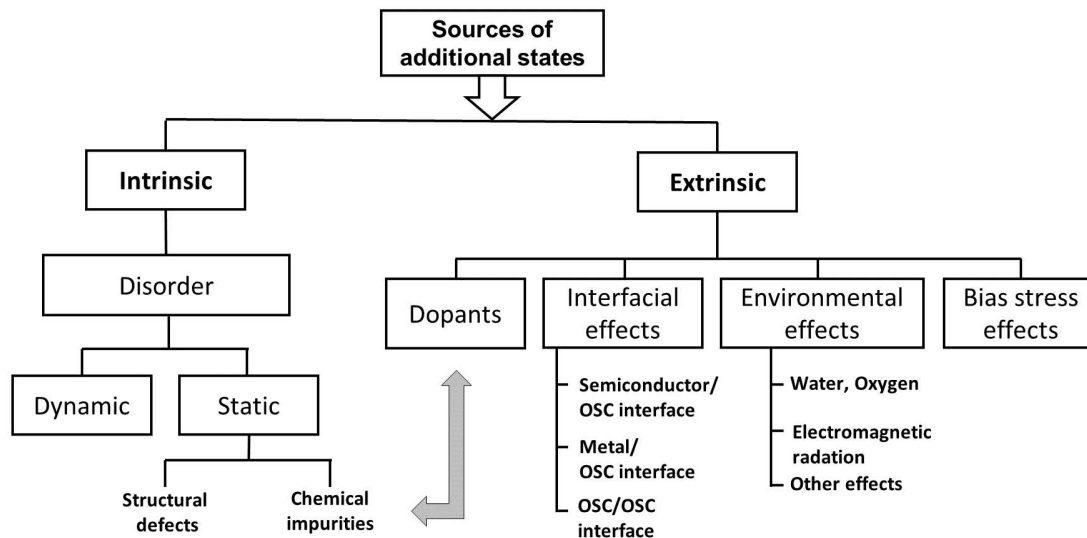 Sources of
additional states
Intrinsic
Extrinsic
Disorder
Dopants
Interfacial
effects
Environmental
effects
Bias stress
effects
Dynamic
Static
Structural
defects
Chemical
impurities
Semiconductor/
OSC interface
Metal/
OSC interface
OSC/OSC
interface
Water, Oxygen
Electromagnetic
radation
Other effects